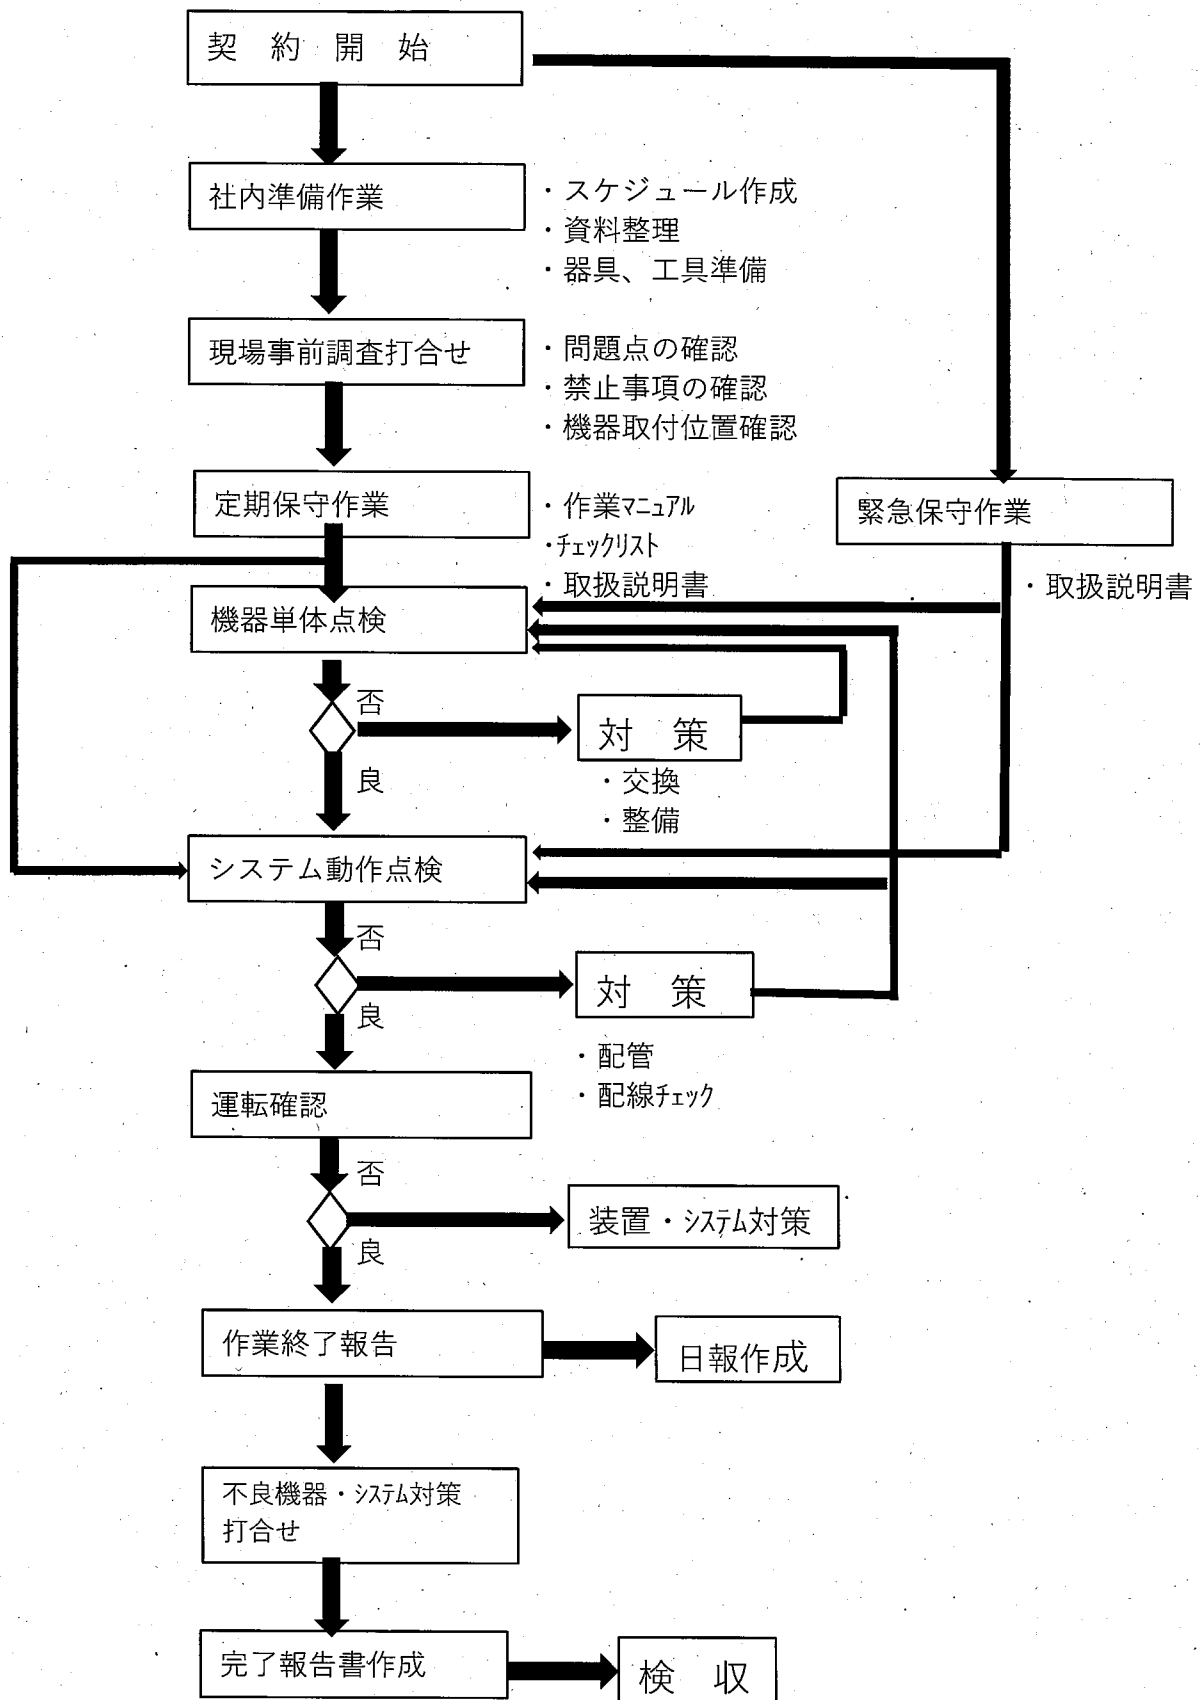 契　約　開　始
社内準備作業
・スケジュール作成
・資料整理
・器具、工具準備
現場事前調査打合せ
・問題点の確認
・禁止事項の確認
・機器取付位置確認
定期保守作業
・作業ﾏﾆｭｱﾙ
・ﾁｪｯｸﾘｽﾄ
・取扱説明書
緊急保守作業
・取扱説明書
機器単体点検
否
対　策
・交換
・整備
良
システム動作点検
否
対　策
・配管
・配線ﾁｪｯｸ
良
運転確認
否
装置・ｼｽﾃﾑ対策
良
作業終了報告
日報作成
不良機器・ｼｽﾃﾑ対策
打合せ
完了報告書作成
検　収